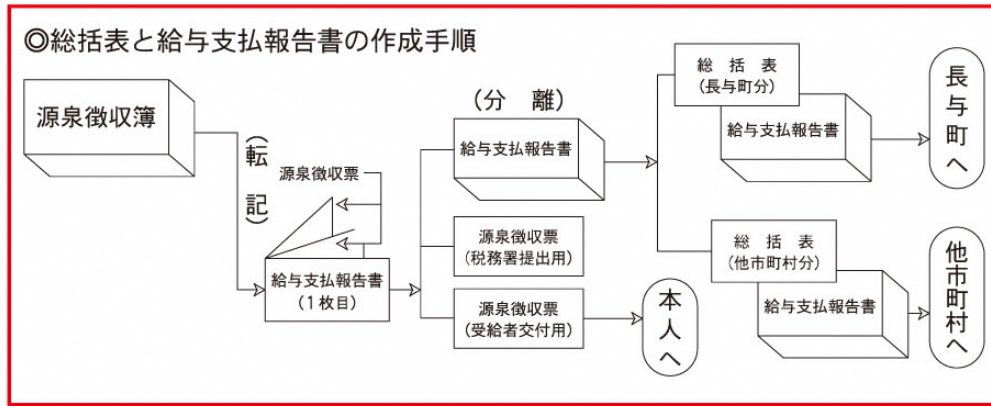 ◎総括表と給与支払報告書の作成手順
源泉徴収簿
(転記)
源泉徴収票
給与支払報告書
(1枚目)
(分離)
給与支払報告書
源泉徴収票
(税務署提出用)
源泉徴収票
(受給者交付用)
本人へ
総括表
(長与町分)
給与支払報告書
長与町へ
総括表
(他市町村分)
給与支払報告書
他市町村へ